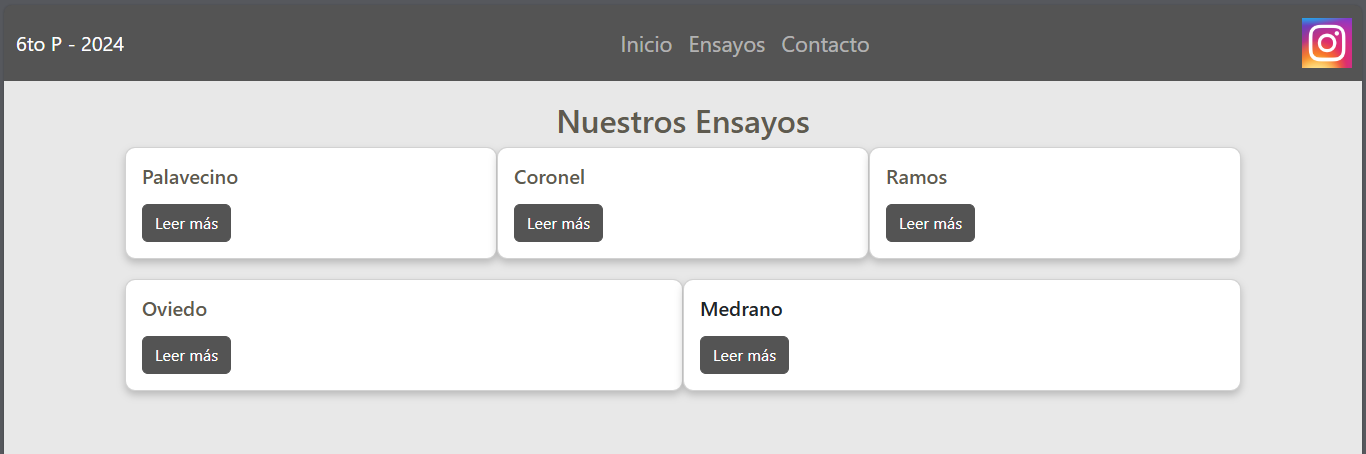 6to P - 2024
Inicio Ensayos Contacto
Nuestros Ensayos
Palavecino
Leer más
Coronel
Leer más
Ramos
Leer más
Oviedo
Leer más
Medrano
Leer más